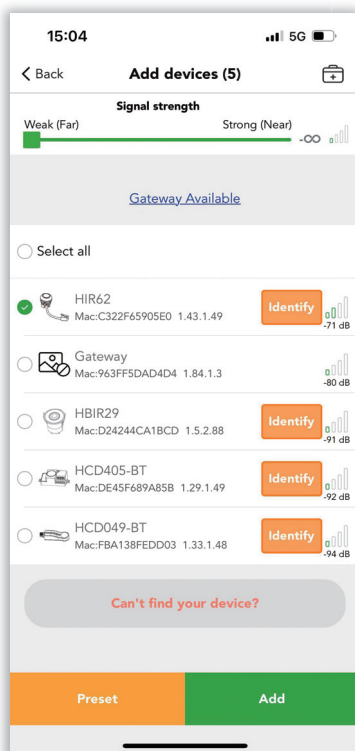 15:04 5G
Back Add devices (5)
Signal strength
Weak (Far) Strong (Near)
-∞
Gateway Available
Select all
HIR62
Mac:C322F65905E0 1.43.1.49
Identify
-71 dB
Gateway
Mac:963FF5DAD4D4 1.84.1.3
-80 dB
HBIR29
Mac:D24244CA1BCD 1.5.2.88
Identify
-91 dB
HCD405-BT
Mac:DE45F689A85B 1.29.1.49
Identify
-92 dB
HCD049-BT
Mac:FBA138FEDD03 1.33.1.48
Identify
-94 dB
Can't find your device?
Preset Add